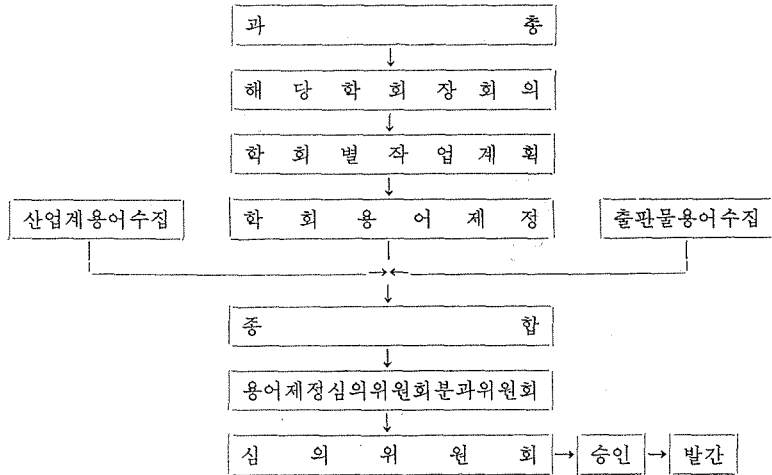 과 총
↓
해 당 학 회 장 회 의
↓
학 회 별 작 업 계 획
↓
산업계용어수집 학 회 용 어 제 정 출판물용어수집
↓
종 합
↓
용어제정심의위원회분과위원회
↓
심 의 위 원 회 → 승인 → 발간